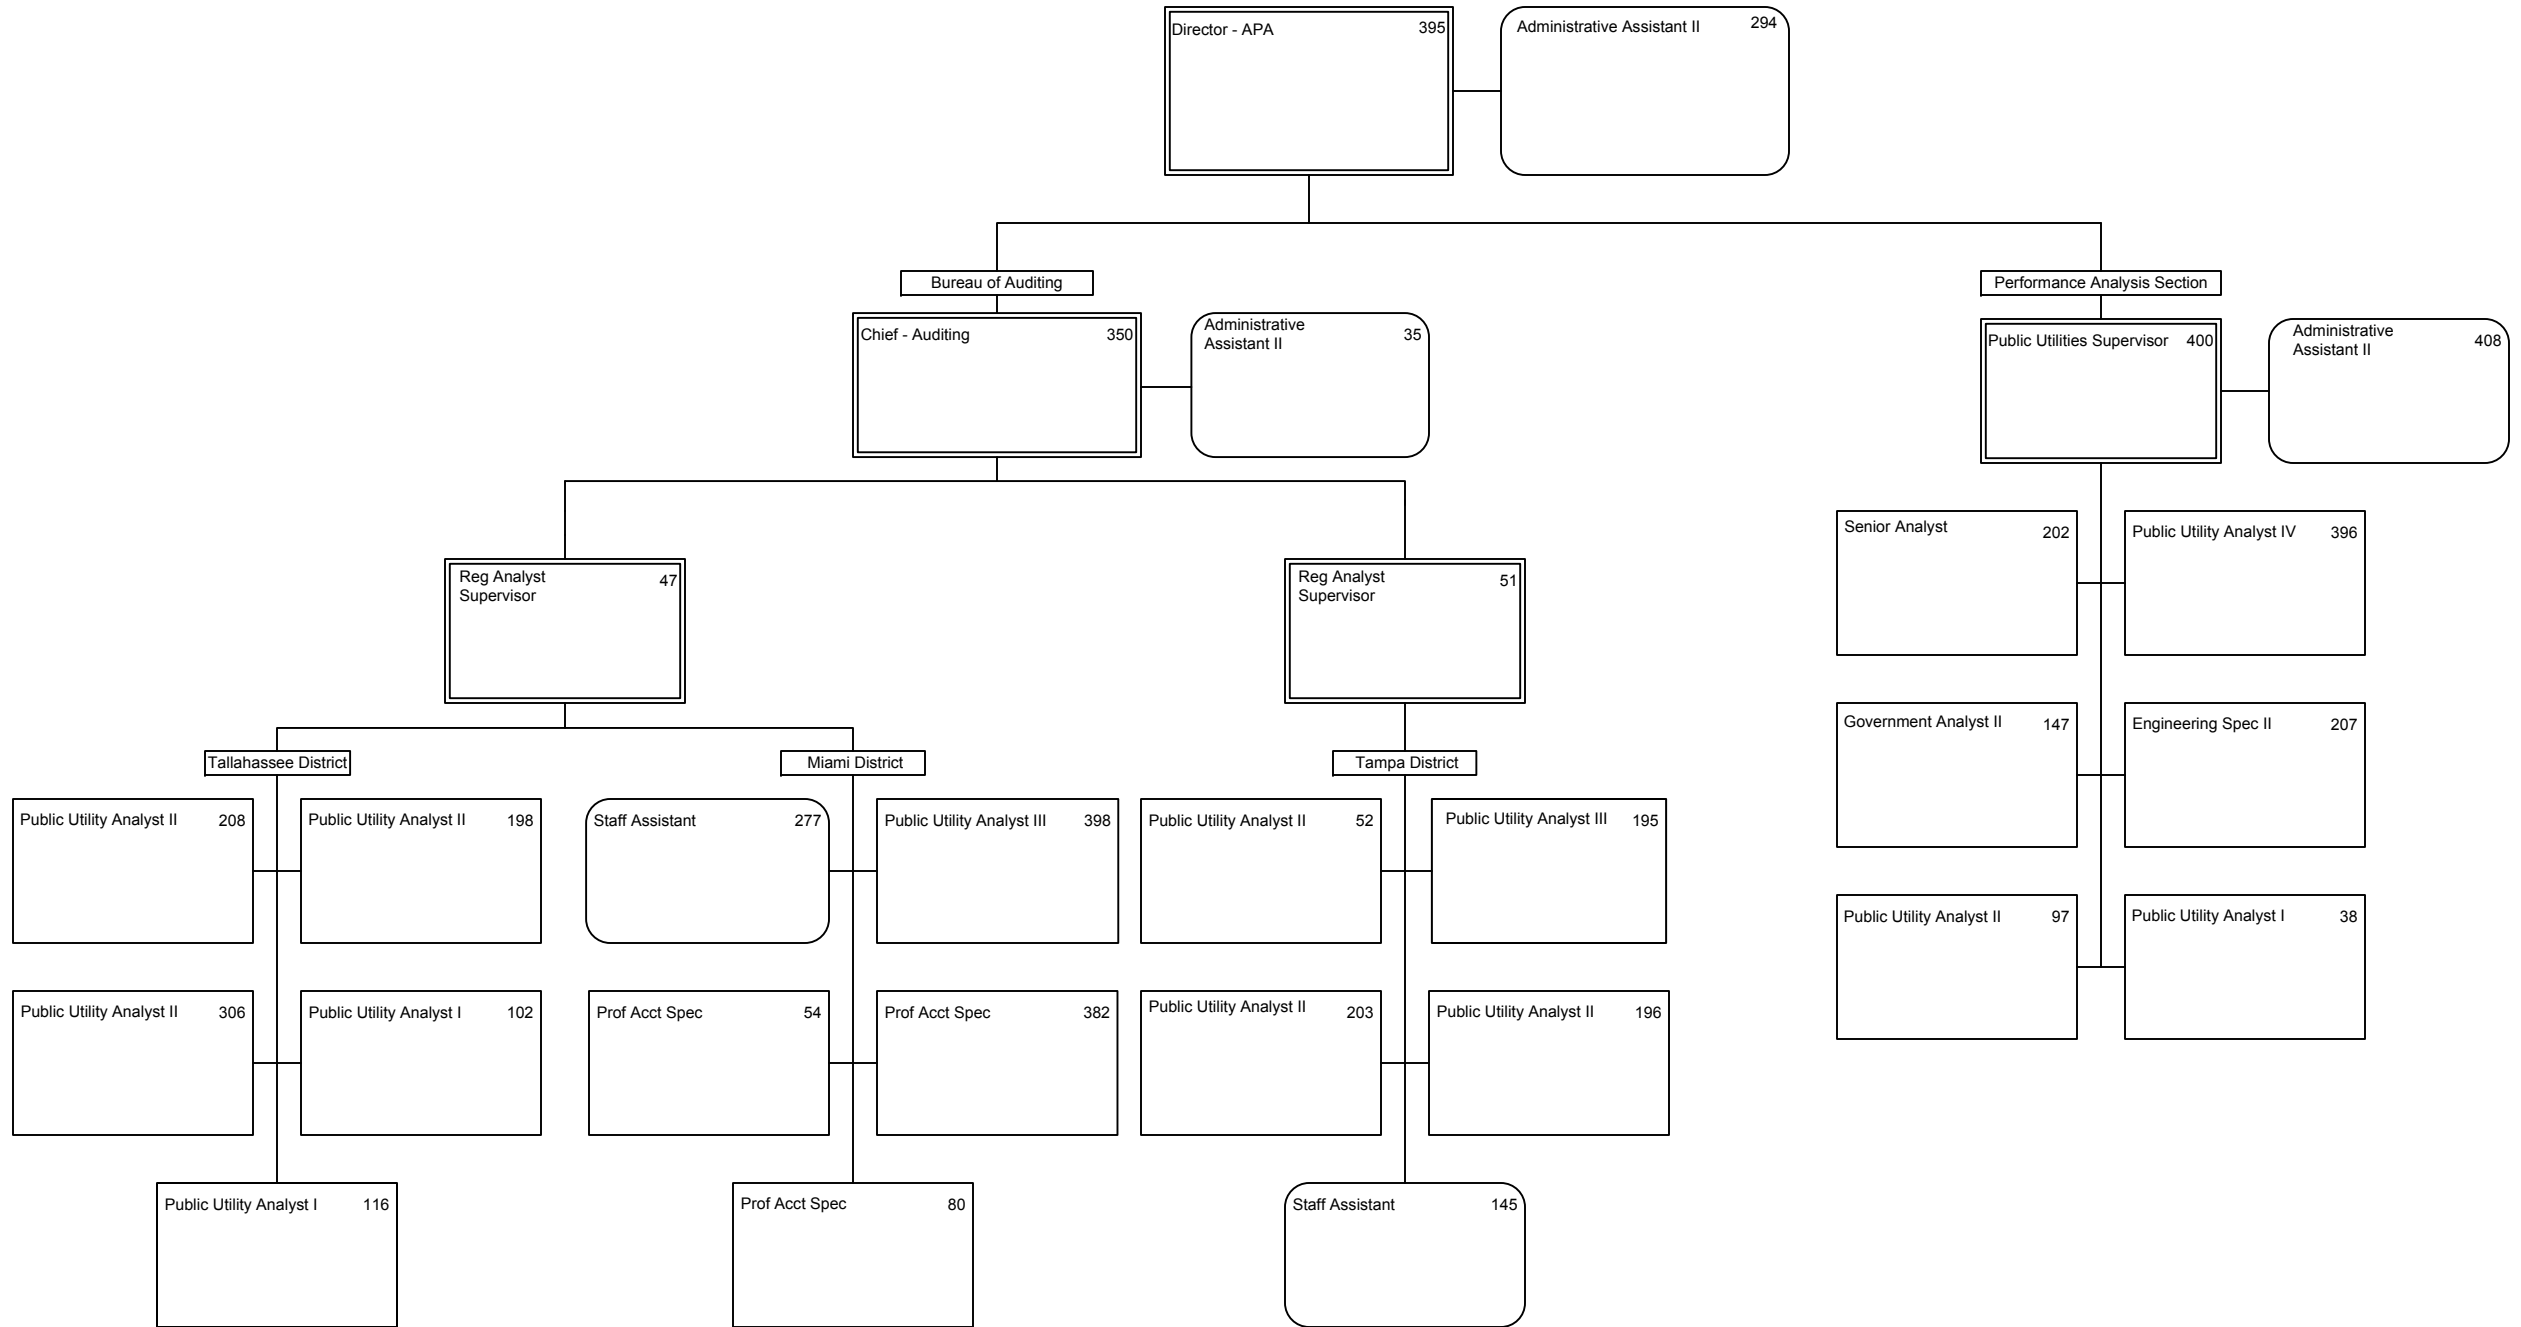 Director - APA 395
Administrative Assistant II 294
Bureau of Auditing
Performance Analysis Section
Chief - Auditing 350
Administrative
Assistant II 35
Public Utilities Supervisor 400
Administrative
Assistant II 408
Reg Analyst
Supervisor 47
Reg Analyst
Supervisor 51
Senior Analyst 202
Public Utility Analyst IV 396
Government Analyst II 147
Engineering Spec II 207
Public Utility Analyst II 97
Public Utility Analyst I 38
Tallahassee District
Miami District
Tampa District
Public Utility Analyst II 208
Public Utility Analyst II 198
Staff Assistant 277
Public Utility Analyst III 398
Public Utility Analyst II 52
Public Utility Analyst III 195
Public Utility Analyst II 306
Public Utility Analyst I 102
Prof Acct Spec 54
Prof Acct Spec 382
Public Utility Analyst II 203
Public Utility Analyst II 196
Public Utility Analyst I 116
Prof Acct Spec 80
Staff Assistant 145